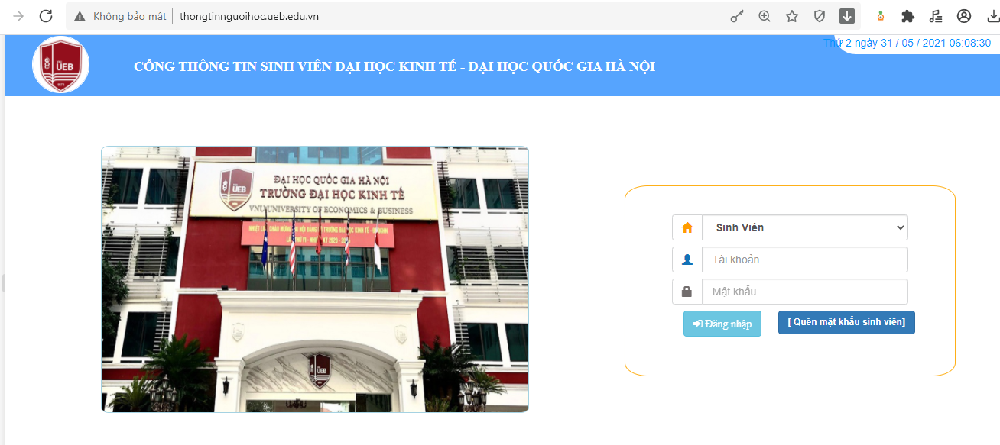 Không bảo mật
thongtinnguoihoc.ueb.edu.vn
Thứ 2 ngày 31 / 05 / 2021 06:08:30
UEB
CỔNG THÔNG TIN SINH VIÊN ĐẠI HỌC KINH TẾ - ĐẠI HỌC QUỐC GIA HÀ NỘI
UEB
ĐẠI HỌC QUỐC GIA HÀ NỘI
TRƯỜNG ĐẠI HỌC KINH TẾ
VNU UNIVERSITY OF ECONOMICS & BUSINESS
UEB
Sinh Viên
Tài khoản
Mật khẩu
Đăng nhập
[ Quên mật khẩu sinh viên]